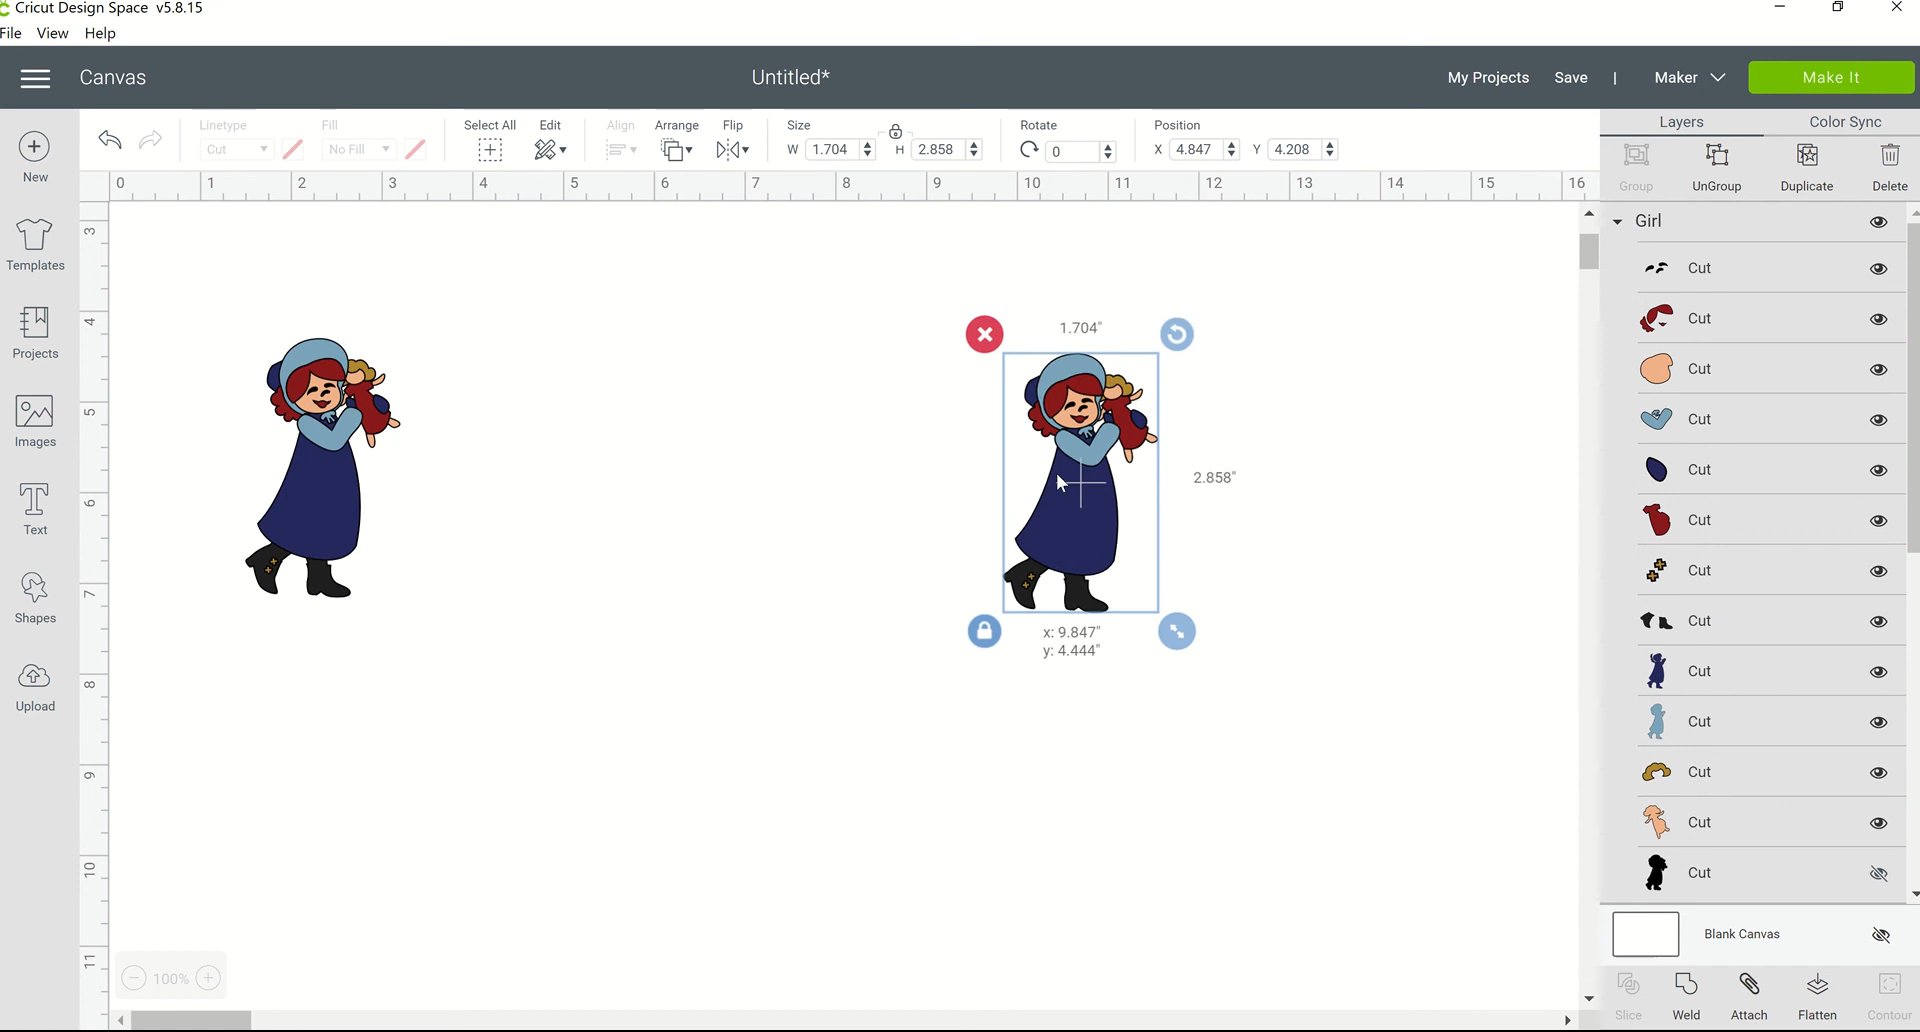 Cricut Design Space v5.8.15
File View Help
Canvas
Untitled*
My Projects Save | Maker Make It
New
Templates
Projects
Images
Text
Shapes
Upload
Linetype
Cut
Fill
No Fill
Select All
Edit
Align
Arrange
Flip
Size
W 1.704 H 2.858
Rotate
0
Position
X 4.847 Y 4.208
0 1 2 3 4 5 6 7 8 9 10 11 12 13 14 15 16
3
4
5
6
7
8
9
10
11
1.704"
2.858"
x: 9.847"
y: 4.444"
100%
Layers Color Sync
Group UnGroup Duplicate Delete
Girl
Cut
Cut
Cut
Cut
Cut
Cut
Cut
Cut
Cut
Cut
Cut
Cut
Cut
Blank Canvas
Slice Weld Attach Flatten Contour